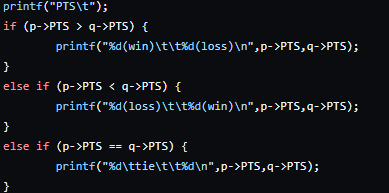 printf("PTS\t");
if (p->PTS > q->PTS) {
printf("%d(win)\t\t%d(loss)\n",p->PTS,q->PTS);
}
else if (p->PTS < q->PTS) {
printf("%d(loss)\t\t%d(win)\n",p->PTS,q->PTS);
}
else if (p->PTS == q->PTS) {
printf("%d\ttie\t\t%d\n",p->PTS,q->PTS);
}